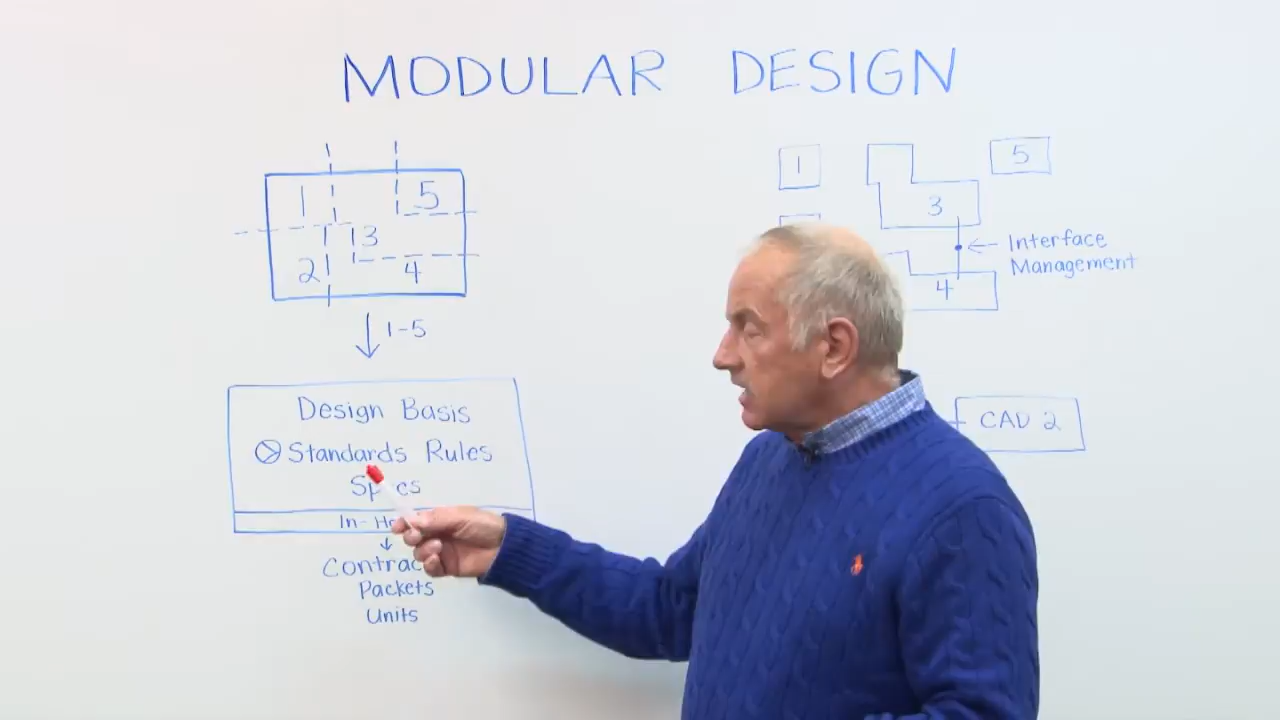 MODULAR DESIGN
1
5
3
2
4
1-5
Design Basis
Standards Rules
In-
Packets
Units
1
5
3
Interface
Management
4
CAD 2